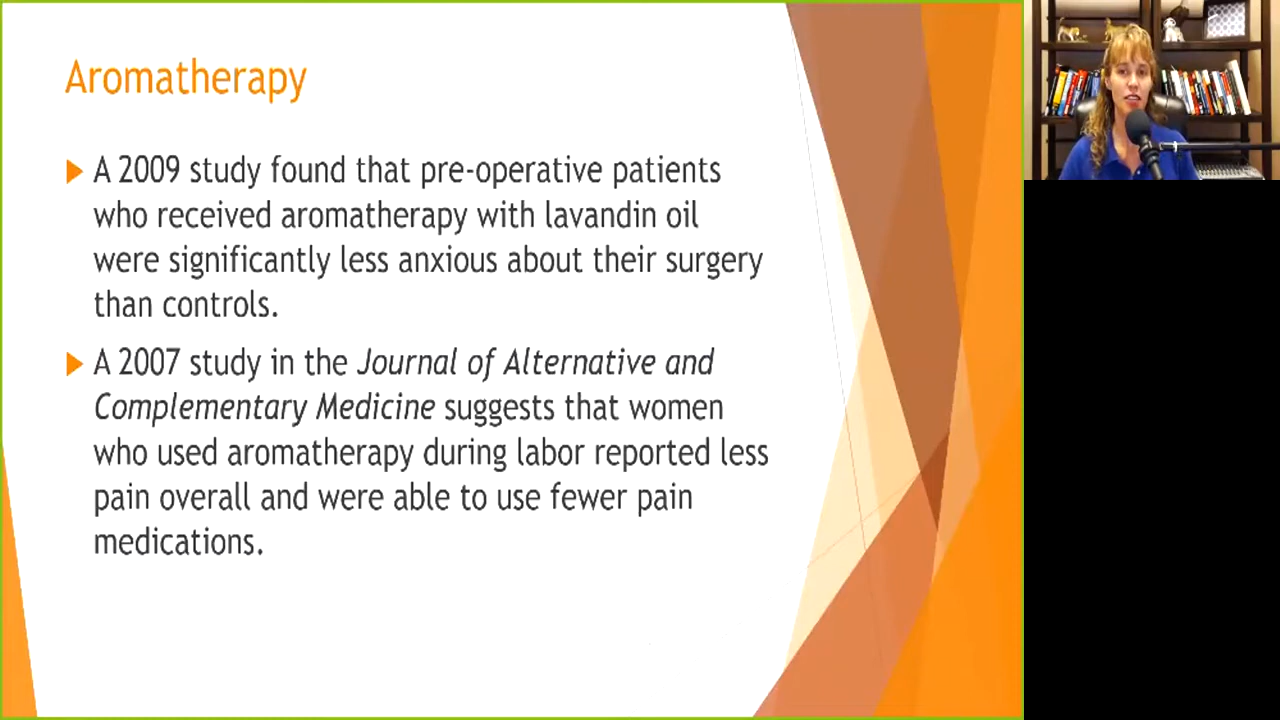 Aromatherapy
A 2009 study found that pre-operative patients
who received aromatherapy with lavandin oil
were significantly less anxious about their surgery
than controls.
A 2007 study in the Journal of Alternative and
Complementary Medicine suggests that women
who used aromatherapy during labor reported less
pain overall and were able to use fewer pain
medications.